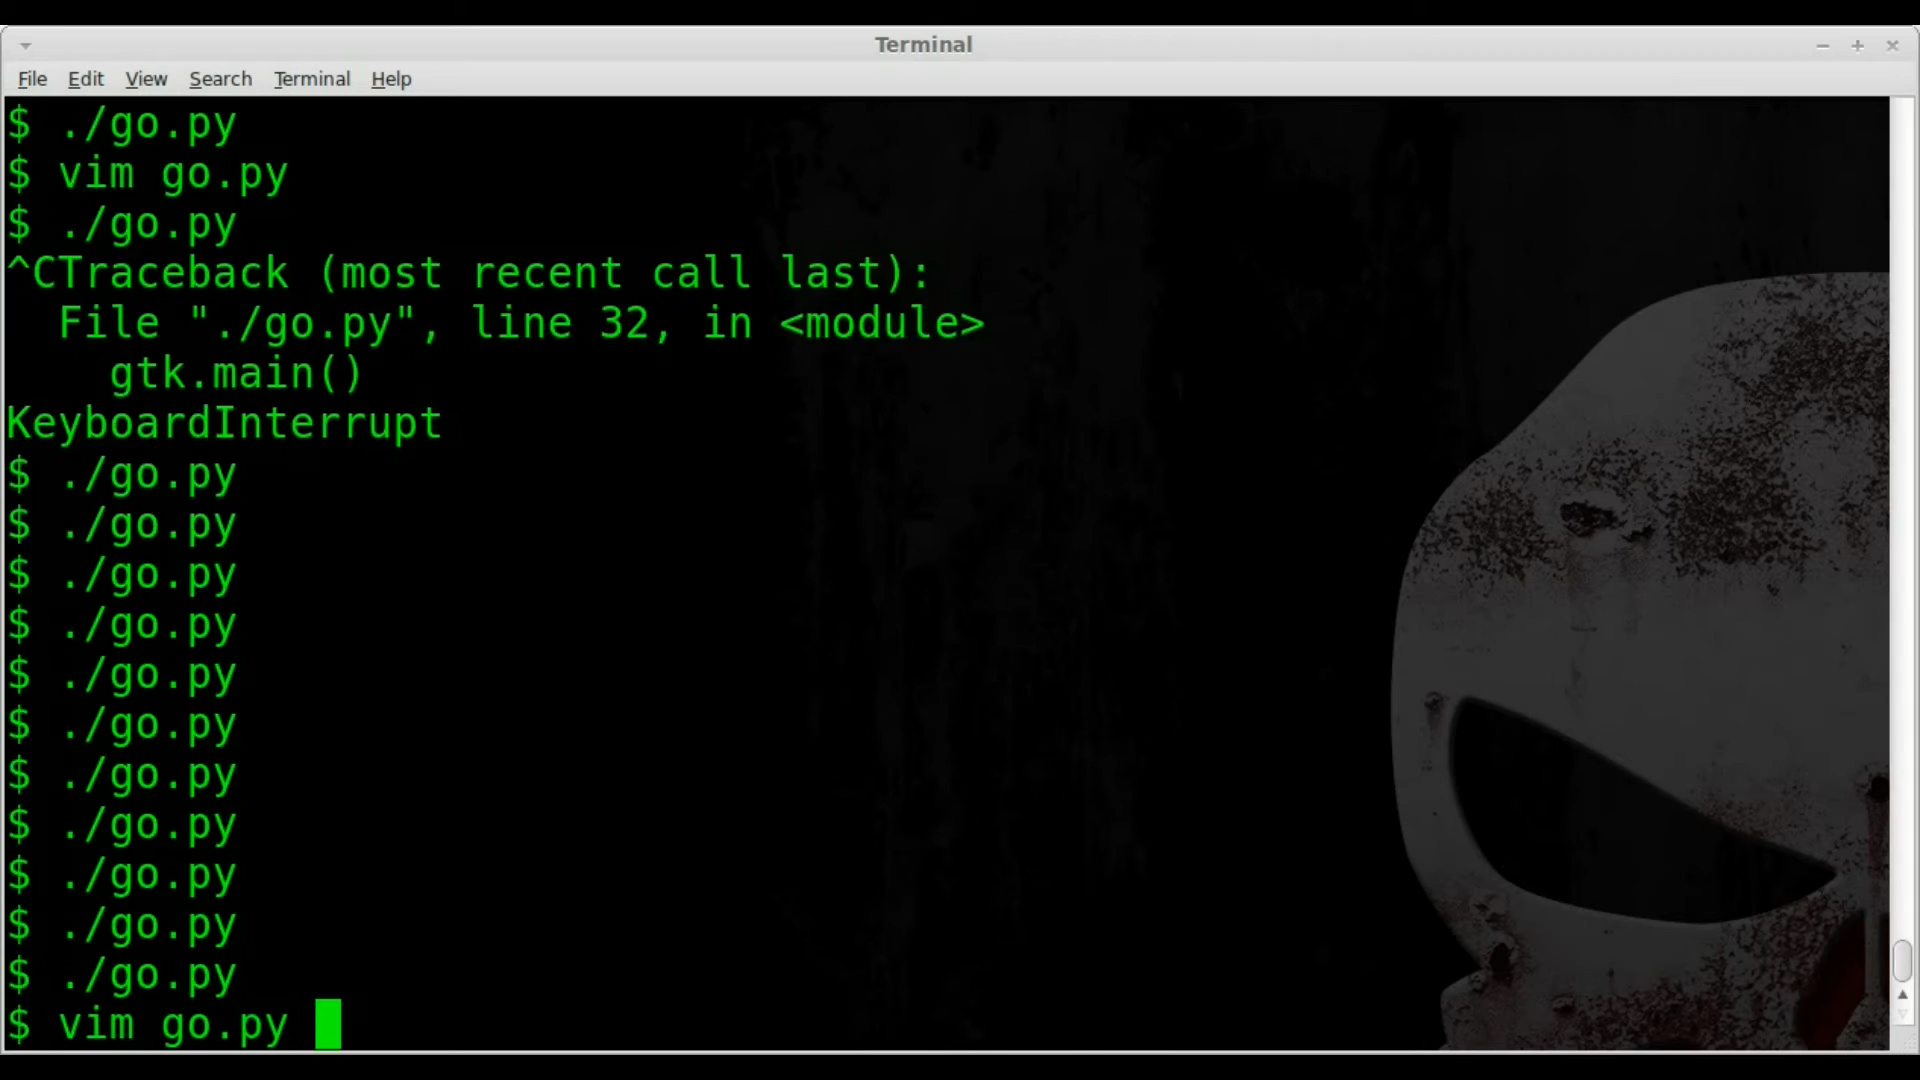 Terminal
File Edit View Search Terminal Help
$ ./go.py
$ vim go.py
$ ./go.py
^CTraceback (most recent call last):
  File "./go.py", line 32, in <module>
    gtk.main()
KeyboardInterrupt
$ ./go.py
$ ./go.py
$ ./go.py
$ ./go.py
$ ./go.py
$ ./go.py
$ ./go.py
$ ./go.py
$ ./go.py
$ ./go.py
$ ./go.py
$ vim go.py